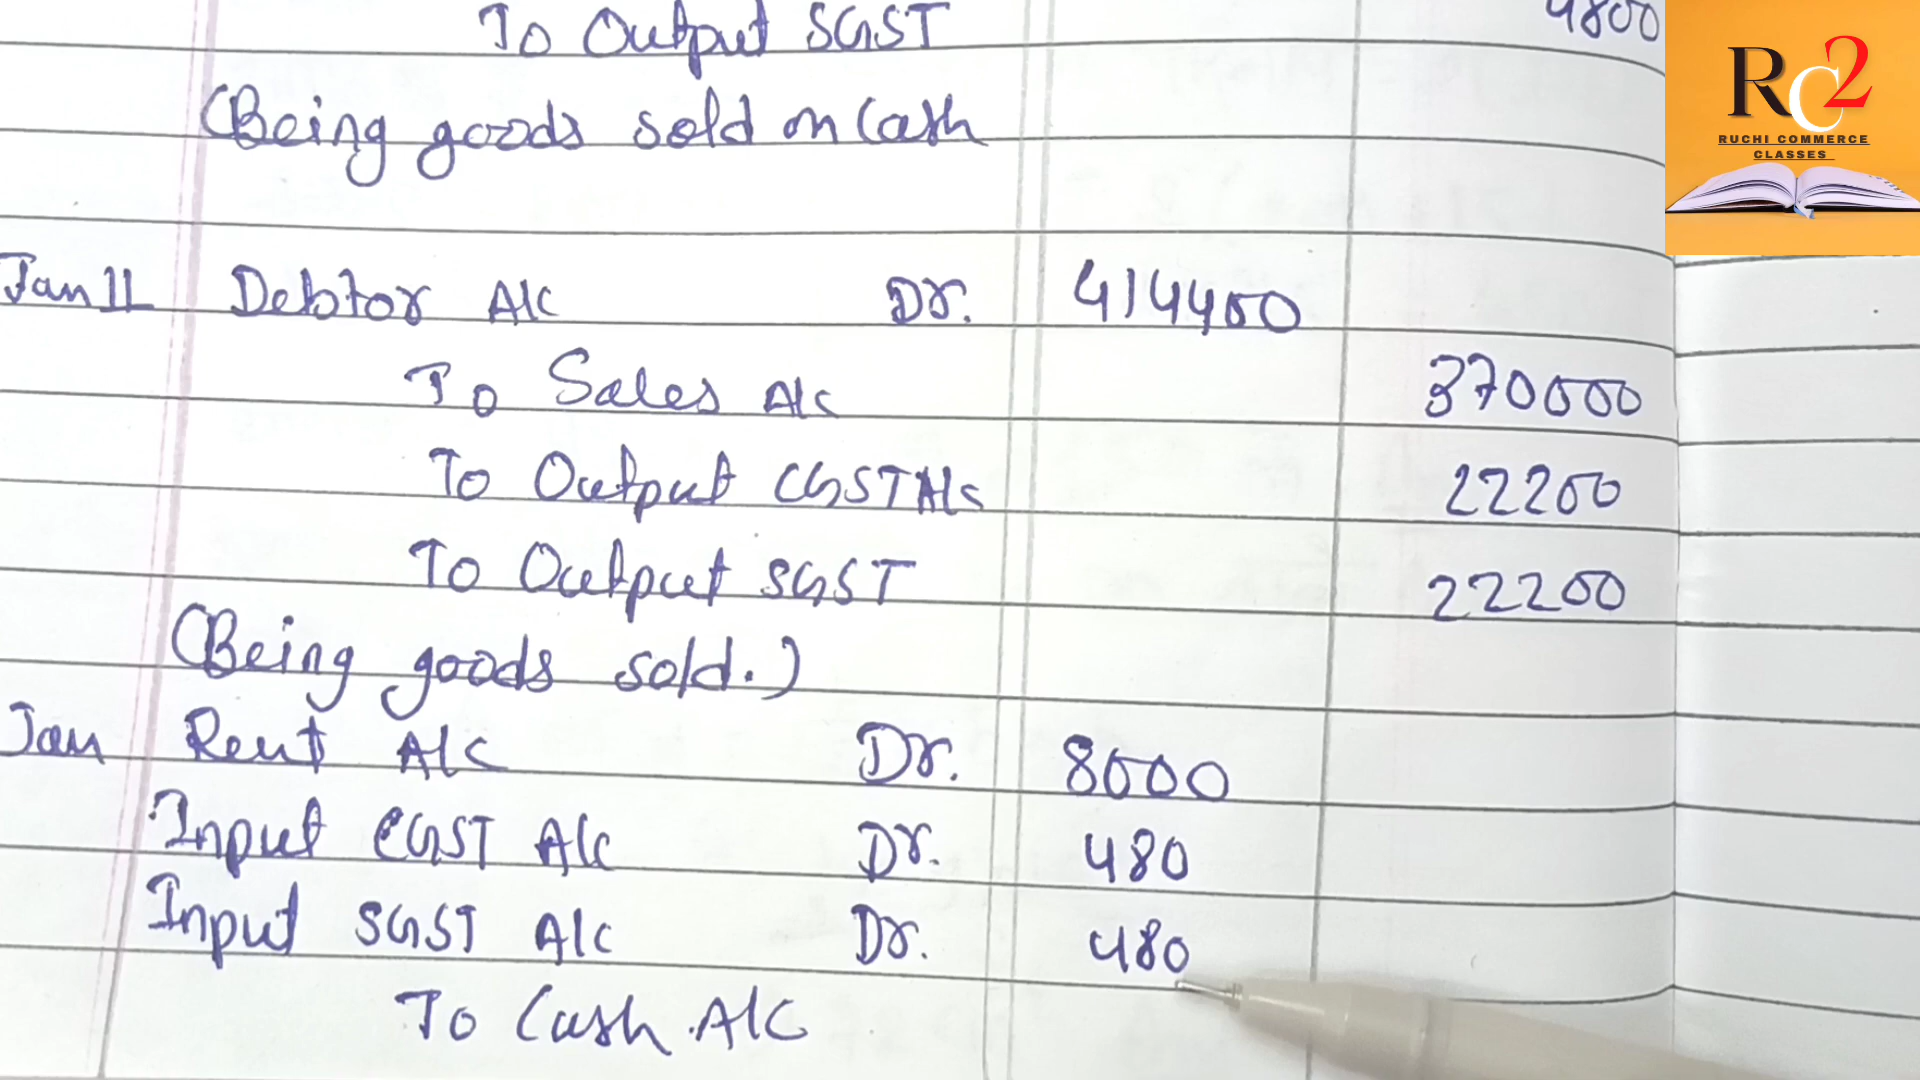 To Output SGST 4800
(Being goods sold on Cash
RC2
RUCHI COMMERCE
CLASSES
Jan 11 Debtor A/c Dr. 414400
To Sales A/c 370000
To Output CGST A/c 22200
To Output SGST 22200
(Being goods sold.)
Jan Rent A/c Dr. 8000
Input CGST A/c Dr. 480
Input SGST A/c Dr. 480
To Cash A/c